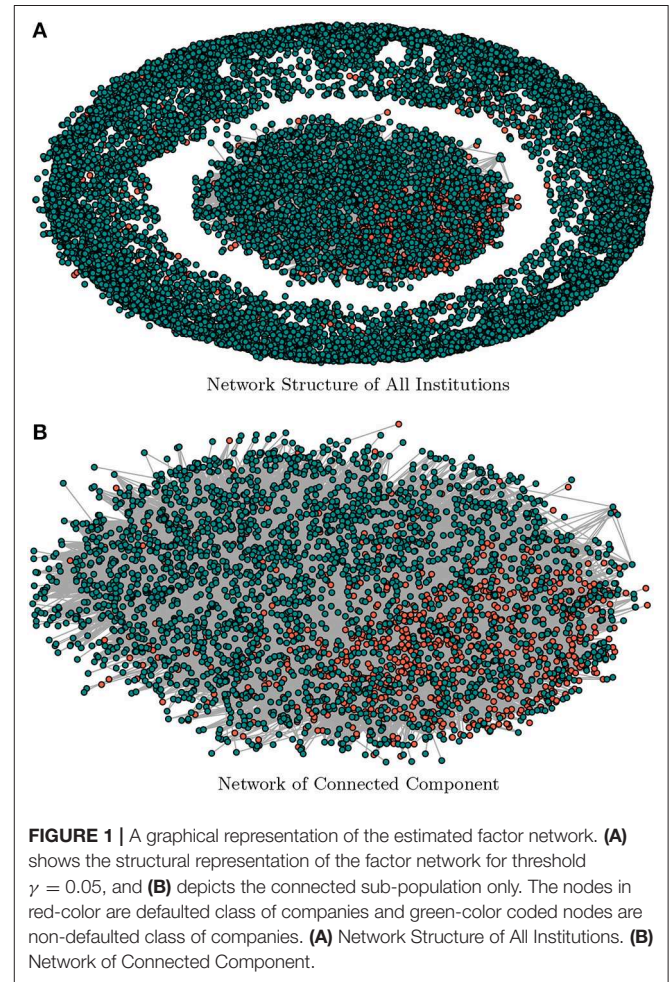 A
Network Structure of All Institutions
B
Network of Connected Component
FIGURE 1 | A graphical representation of the estimated factor network. (A)
shows the structural representation of the factor network for threshold
γ = 0.05, and (B) depicts the connected sub-population only. The nodes in
red-color are defaulted class of companies and green-color coded nodes are
non-defaulted class of companies. (A) Network Structure of All Institutions. (B)
Network of Connected Component.